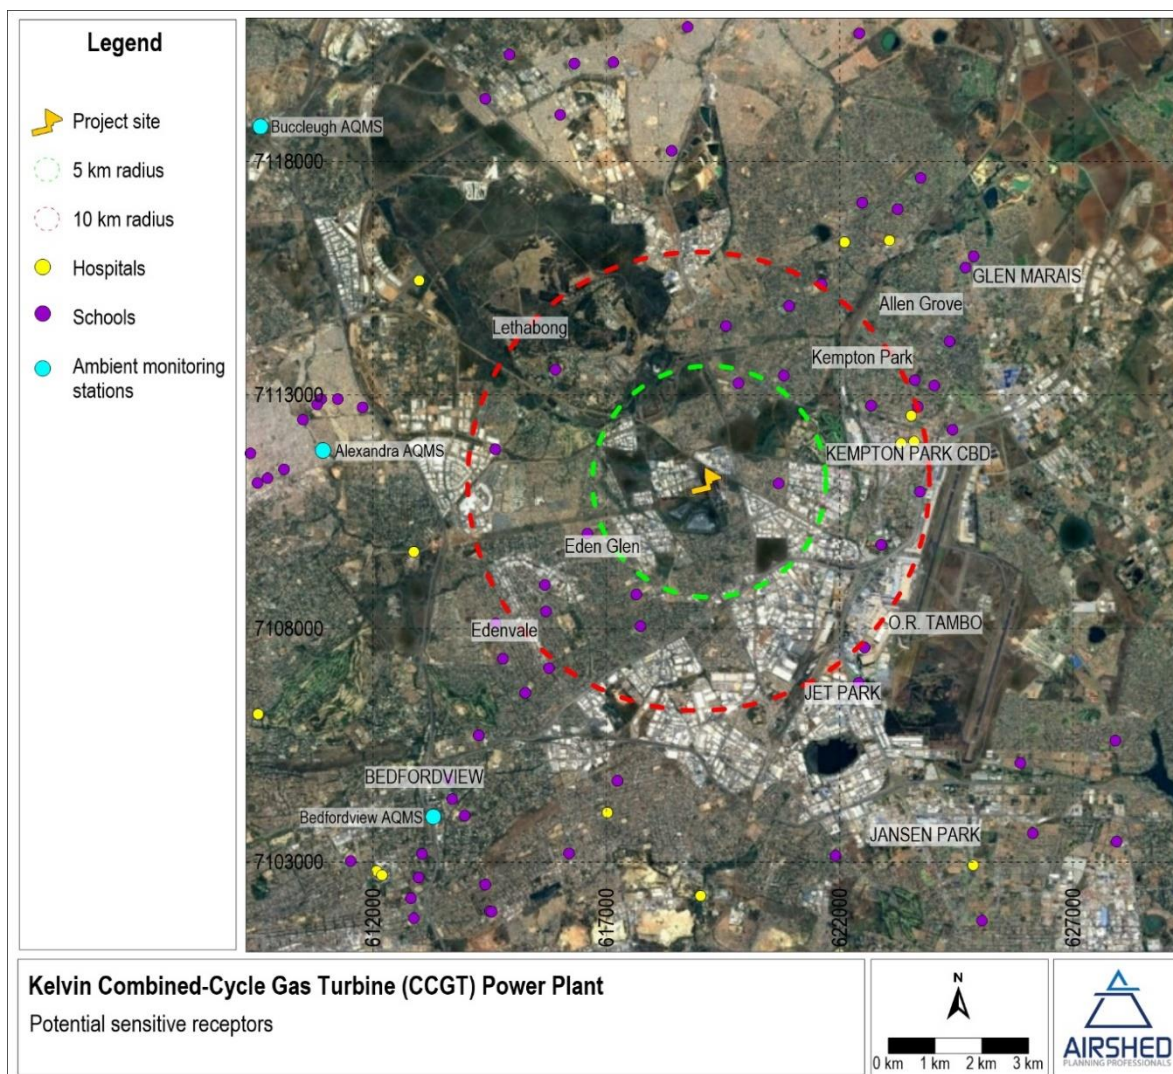 Legend
Project site
5 km radius
10 km radius
Hospitals
Schools
Ambient monitoring
stations
Buccleugh AQMS
7118000
GLEN MARAIS
Allen Grove
Lethabong
Kempton Park
7113000
Alexandra AQMS
KEMPTON PARK CBD
Eden Glen
7108000
Edenvale
O.R. TAMBO
JET PARK
BEDFORDVIEW
Bedfordview AQMS
JANSEN PARK
7103000
612000
617000
622000
627000
Kelvin Combined-Cycle Gas Turbine (CCGT) Power Plant
Potential sensitive receptors
N
0 km 1 km 2 km 3 km
AIRSHED
PLANNING PROFESSIONALS